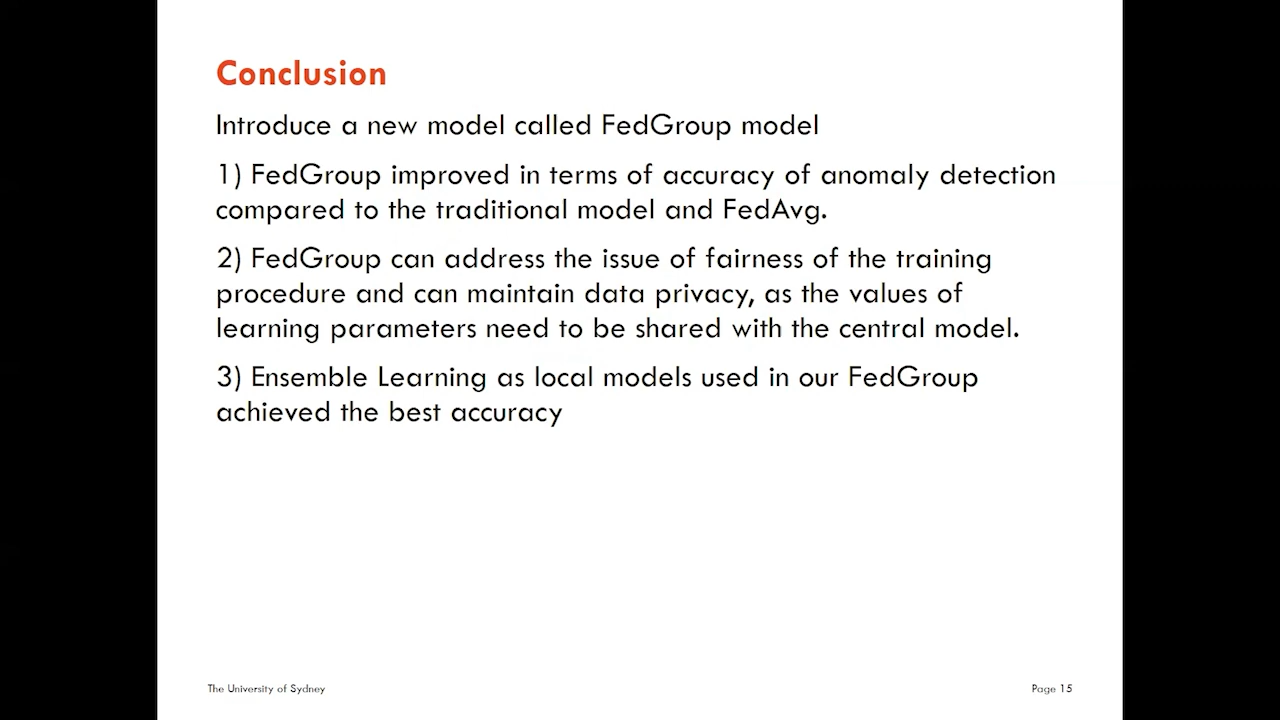 Conclusion
Introduce a new model called FedGroup model
1) FedGroup improved in terms of accuracy of anomaly detection
compared to the traditional model and FedAvg.
2) FedGroup can address the issue of fairness of the training
procedure and can maintain data privacy, as the values of
learning parameters need to be shared with the central model.
3) Ensemble Learning as local models used in our FedGroup
achieved the best accuracy
The University of Sydney
Page 15